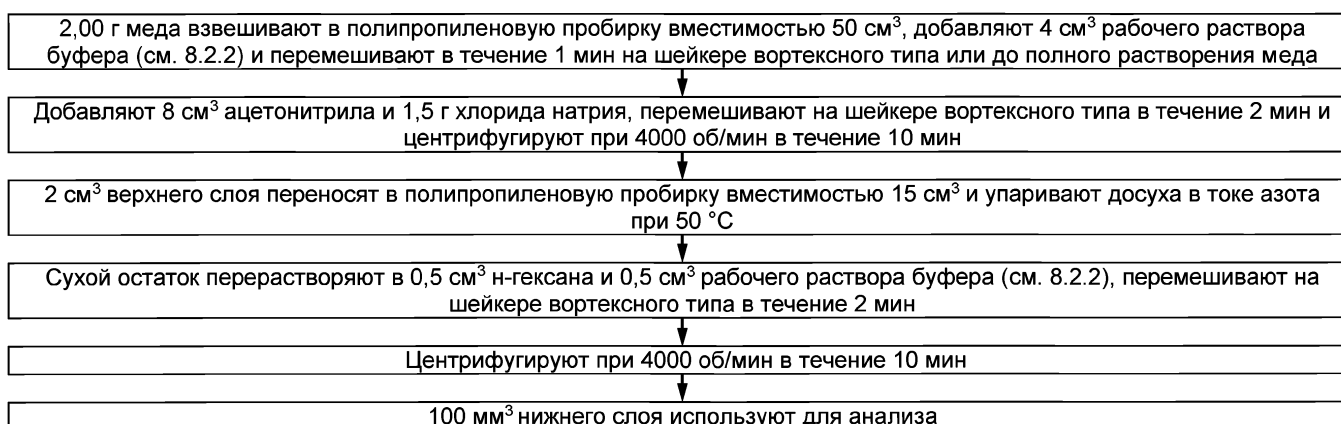 2,00 г меда взвешивают в полипропиленовую пробирку вместимостью 50 см³, добавляют 4 см³ рабочего раствора
буфера (см. 8.2.2) и перемешивают в течение 1 мин на шейкере вортексного типа или до полного растворения меда
Добавляют 8 см³ ацетонитрила и 1,5 г хлорида натрия, перемешивают на шейкере вортексного типа в течение 2 мин и
центрифугируют при 4000 об/мин в течение 10 мин
2 см³ верхнего слоя переносят в полипропиленовую пробирку вместимостью 15 см³ и упаривают досуха в токе азота
при 50 °С
Сухой остаток перерастворяют в 0,5 см³ н-гексана и 0,5 см³ рабочего раствора буфера (см. 8.2.2), перемешивают на
шейкере вортексного типа в течение 2 мин
Центрифугируют при 4000 об/мин в течение 10 мин
100 мм³ нижнего слоя используют для анализа